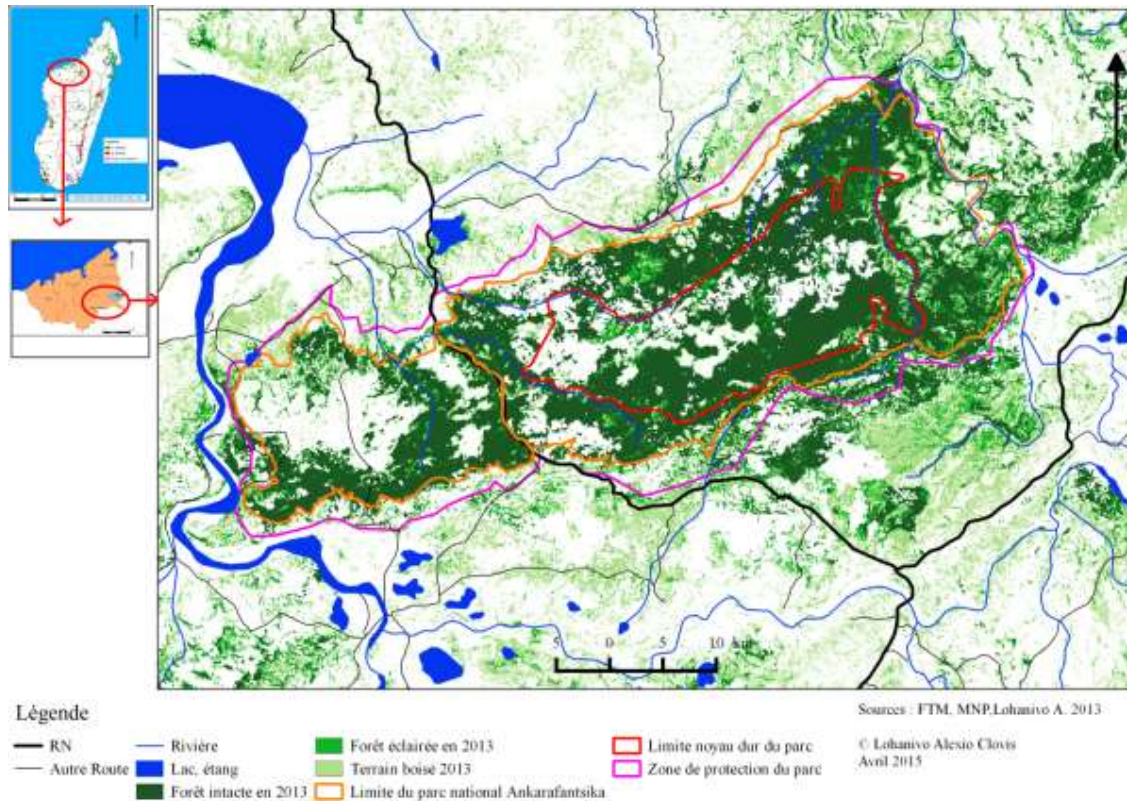 5 0 5 10 km
Légende
RN
Autre Route
Rivière
Lac, étang
Forêt intacte en 2013
Forêt éclairée en 2013
Terrain boisé 2013
Limite du parc national Ankarafantsika
Limite noyau dur du parc
Zone de protection du parc
Sources : FTM, MNP,Lohanivo A. 2013
© Lohanivo Alexio Clovis
Avril 2015